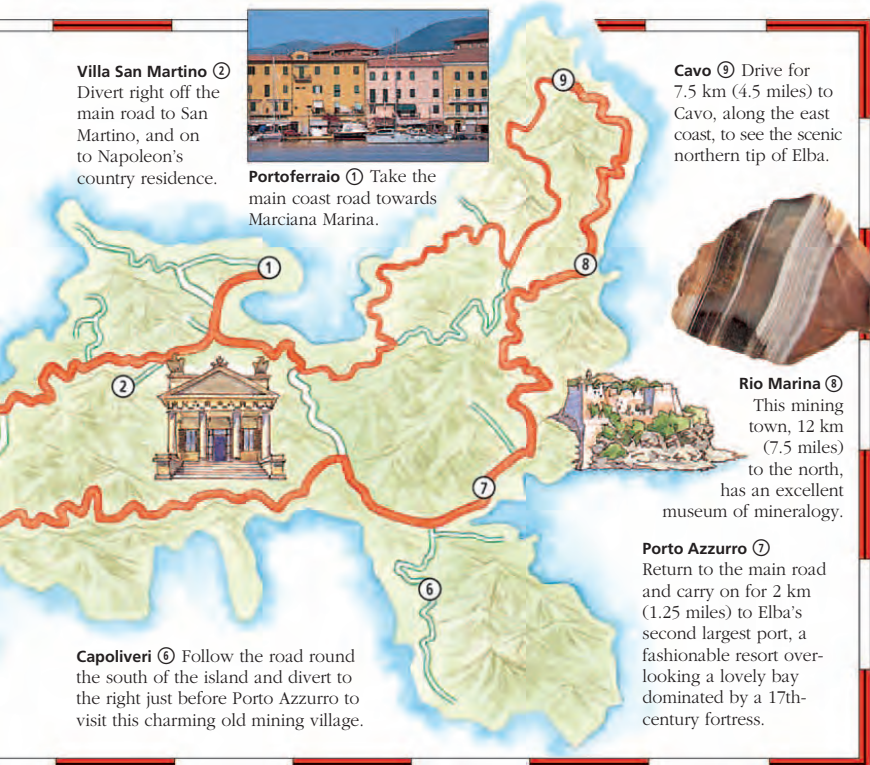 Villa San Martino ②
Divert right off the
main road to San
Martino, and on
to Napoleon's
country residence.
Portoferraio ① Take the
main coast road towards
Marciana Marina.
Cavo ⑨ Drive for
7.5 km (4.5 miles) to
Cavo, along the east
coast, to see the scenic
northern tip of Elba.
9
1
8
2
7
6
Rio Marina ⑧
This mining
town, 12 km
(7.5 miles)
to the north,
has an excellent
museum of mineralogy.
Porto Azzurro ⑦
Return to the main road
and carry on for 2 km
(1.25 miles) to Elba's
second largest port, a
fashionable resort over-
looking a lovely bay
dominated by a 17th-
century fortress.
Capoliveri ⑥ Follow the road round
the south of the island and divert to
the right just before Porto Azzurro to
visit this charming old mining village.